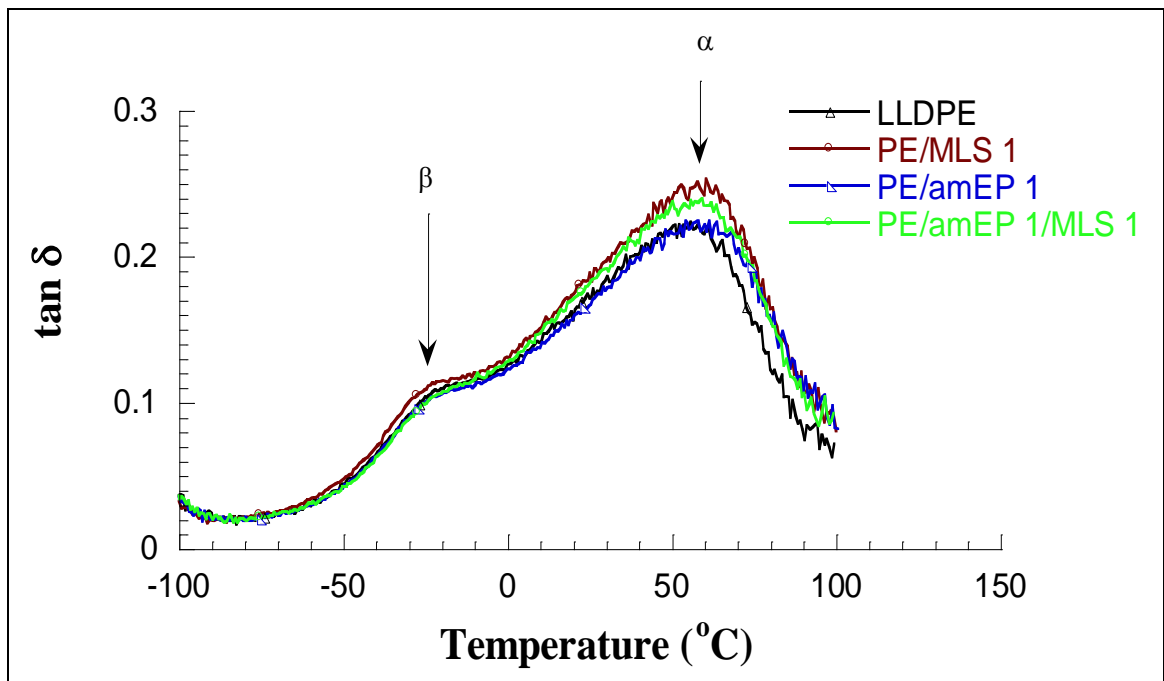 α
0.3
LLDPE
PE/MLS 1
β
PE/amEP 1
PE/amEP 1/MLS 1
0.2
tan δ
0.1
0
-100 -50 0 50 100 150
Temperature (°C)